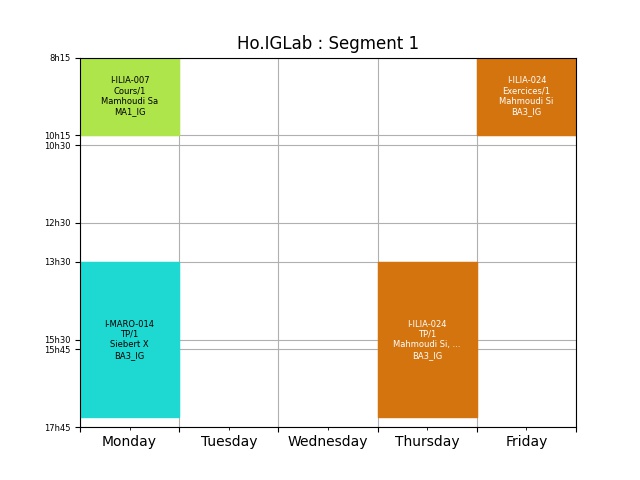 Ho.IGLab : Segment 1
8h15
I-ILIA-007
Cours/1
Mamhoudi Sa
MA1_IG
I-ILIA-024
Exercices/1
Mahmoudi Si
BA3_IG
10h15
10h30
12h30
13h30
I-MARO-014
TP/1
Siebert X
BA3_IG
I-ILIA-024
TP/1
Mahmoudi Si, ...
BA3_IG
15h30
15h45
17h45
Monday
Tuesday
Wednesday
Thursday
Friday